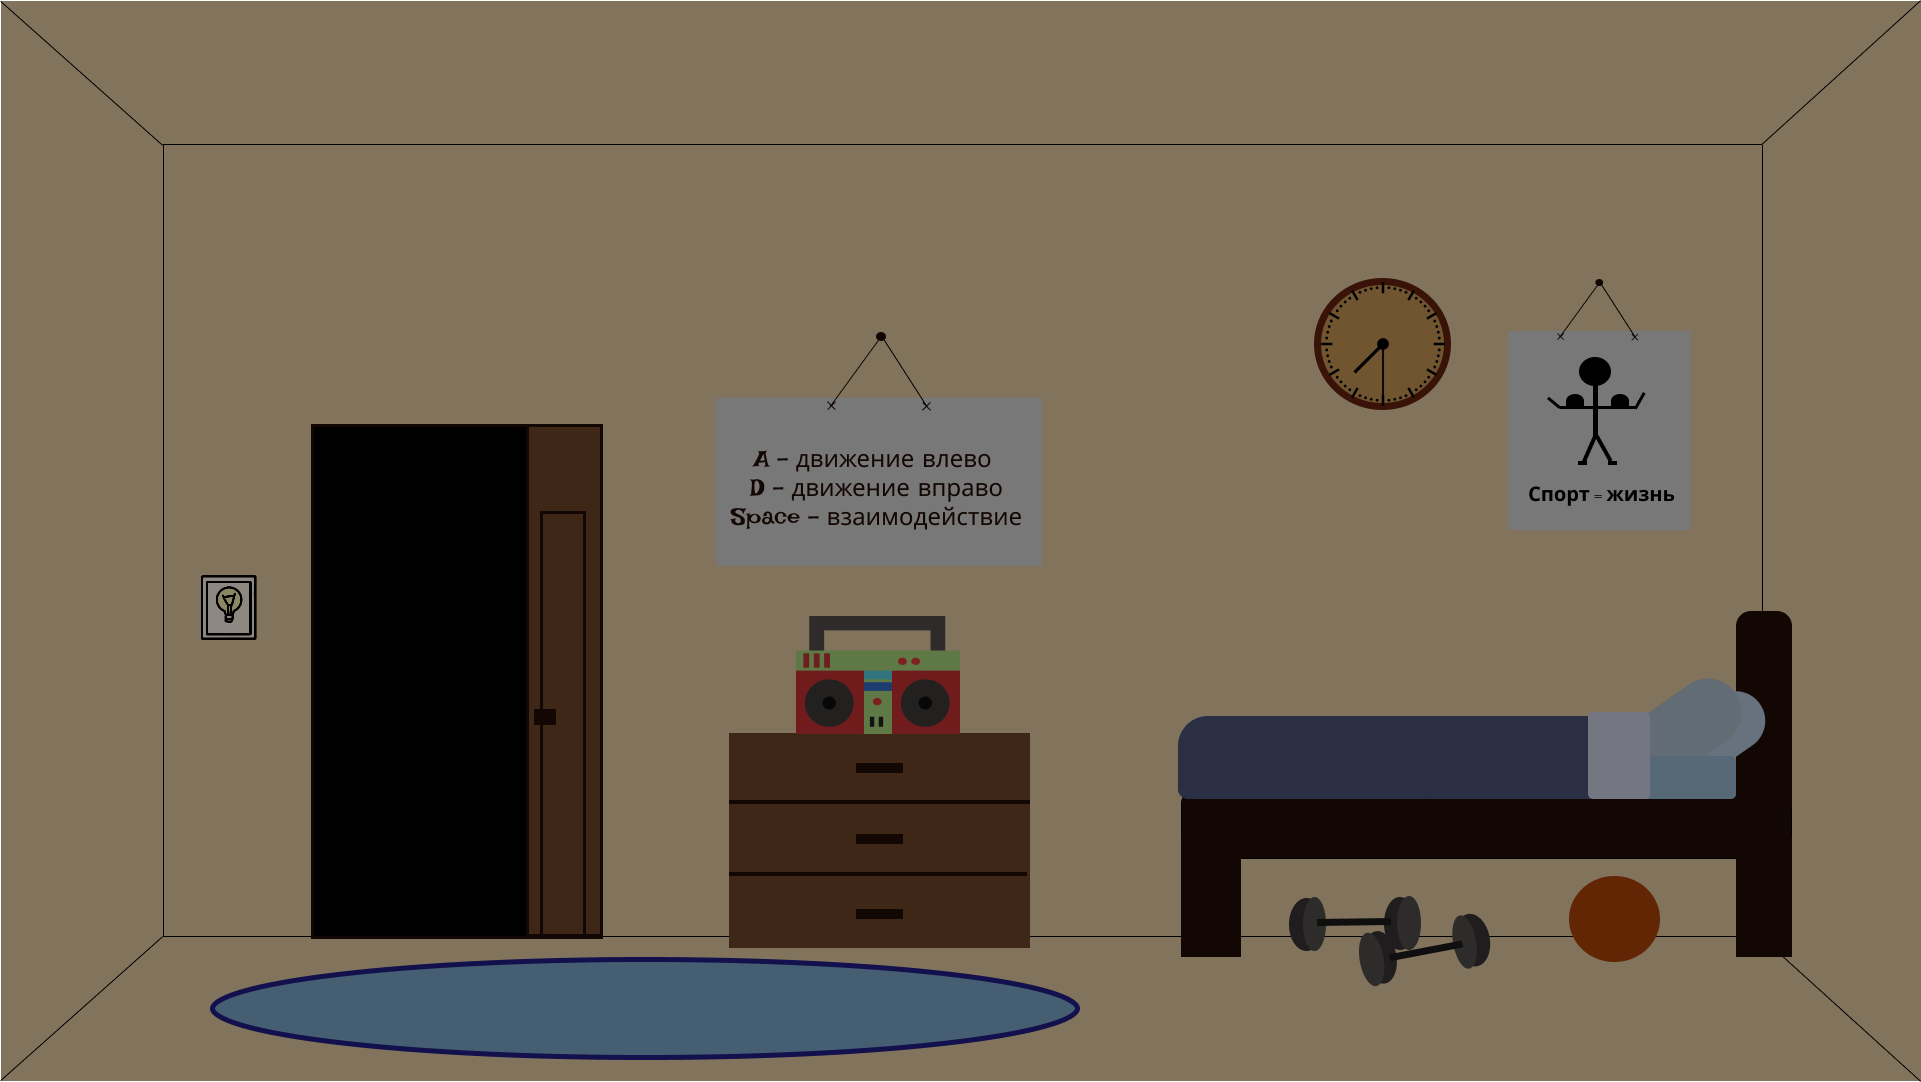 A – движение влево
D – движение вправо
Space – взаимодействие
Спорт = жизнь